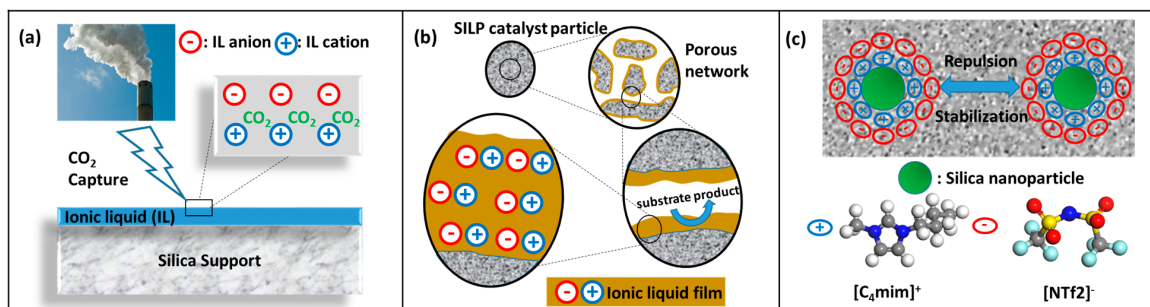 (a)
⊖: IL anion ⊕: IL cation
- - -
CO₂ CO₂ CO₂
+ + +
CO₂
Capture
Ionic liquid (IL)
Silica Support
(b)
SILP catalyst particle
Porous
network
- + - +
- + +
- + - +
substrate product
- + Ionic liquid film
(c)
Repulsion
Stabilization
: Silica nanoparticle
+ -
[C₄mim]⁺ [NTf2]⁻